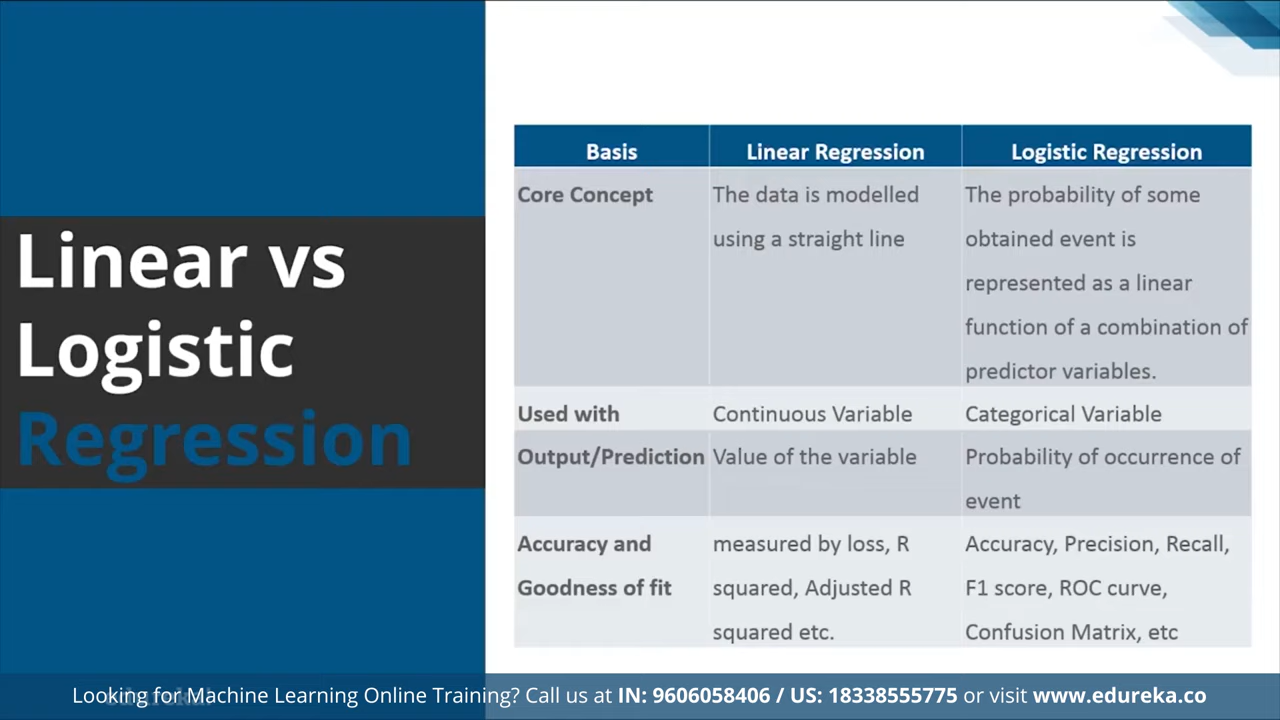 Linear vs
Logistic
Regression
Basis Linear Regression Logistic Regression
Core Concept The data is modelled The probability of some
using a straight line obtained event is
represented as a linear
function of a combination of
predictor variables.
Used with Continuous Variable Categorical Variable
Output/Prediction Value of the variable Probability of occurrence of
event
Accuracy and measured by loss, R Accuracy, Precision, Recall,
Goodness of fit squared, Adjusted R F1 score, ROC curve,
squared etc. Confusion Matrix, etc
Looking for Machine Learning Online Training? Call us at IN: 9606058406 / US: 18338555775 or visit www.edureka.co